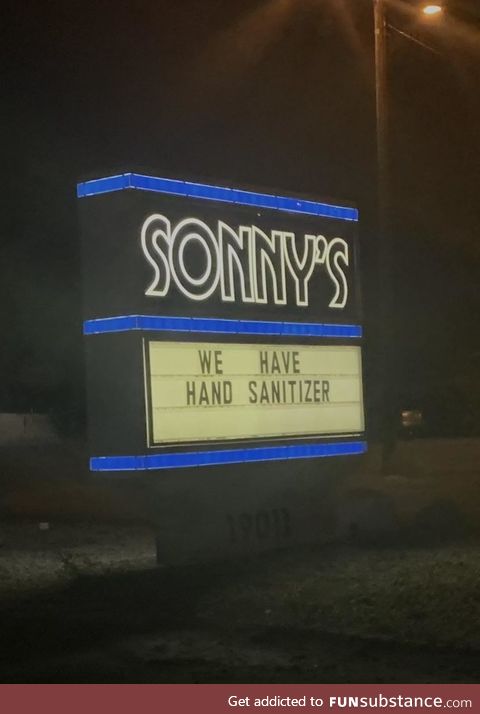 SONNY'S
WE HAVE
HAND SANITIZER
Get addicted to FUNsubstance.com